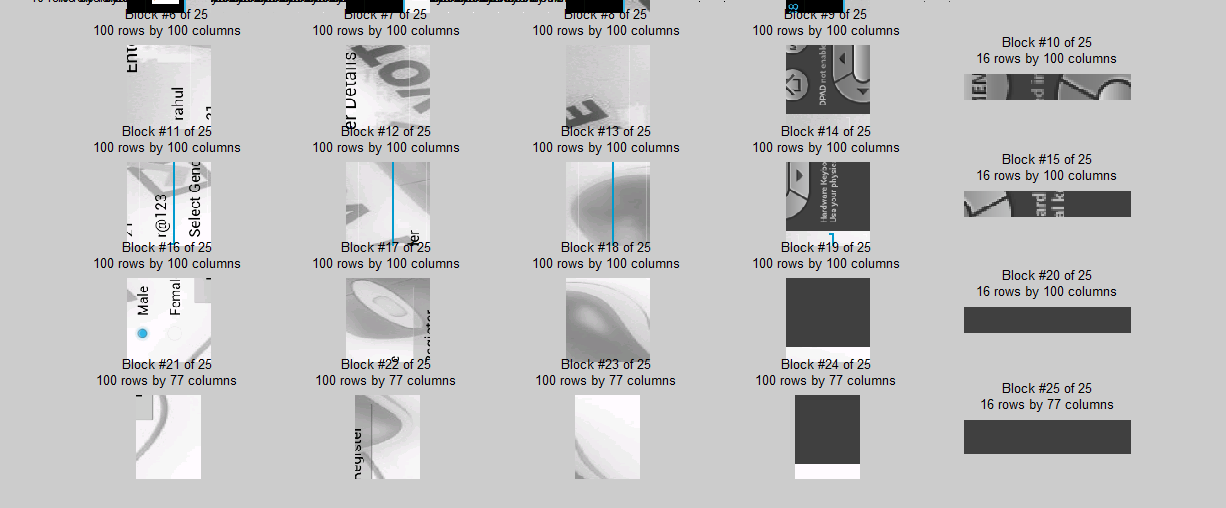 Block #6 of 25
100 rows by 100 columns
Block #7 of 25
100 rows by 100 columns
Block #8 of 25
100 rows by 100 columns
Block #9 of 25
100 rows by 100 columns
Block #10 of 25
16 rows by 100 columns
Ent
rahul
er Details
DPAD not enable
ed in
Block #11 of 25
100 rows by 100 columns
Block #12 of 25
100 rows by 100 columns
Block #13 of 25
100 rows by 100 columns
Block #14 of 25
100 rows by 100 columns
Block #15 of 25
16 rows by 100 columns
r@123
Select Gend
ter
Hardware Keybo
Use your physic
1
ard
al k
Block #16 of 25
100 rows by 100 columns
Block #17 of 25
100 rows by 100 columns
Block #18 of 25
100 rows by 100 columns
Block #19 of 25
100 rows by 100 columns
Block #20 of 25
16 rows by 100 columns
Male
Femal
Block #21 of 25
100 rows by 77 columns
Block #22 of 25
100 rows by 77 columns
Block #23 of 25
100 rows by 77 columns
Block #24 of 25
100 rows by 77 columns
Block #25 of 25
16 rows by 77 columns
Register